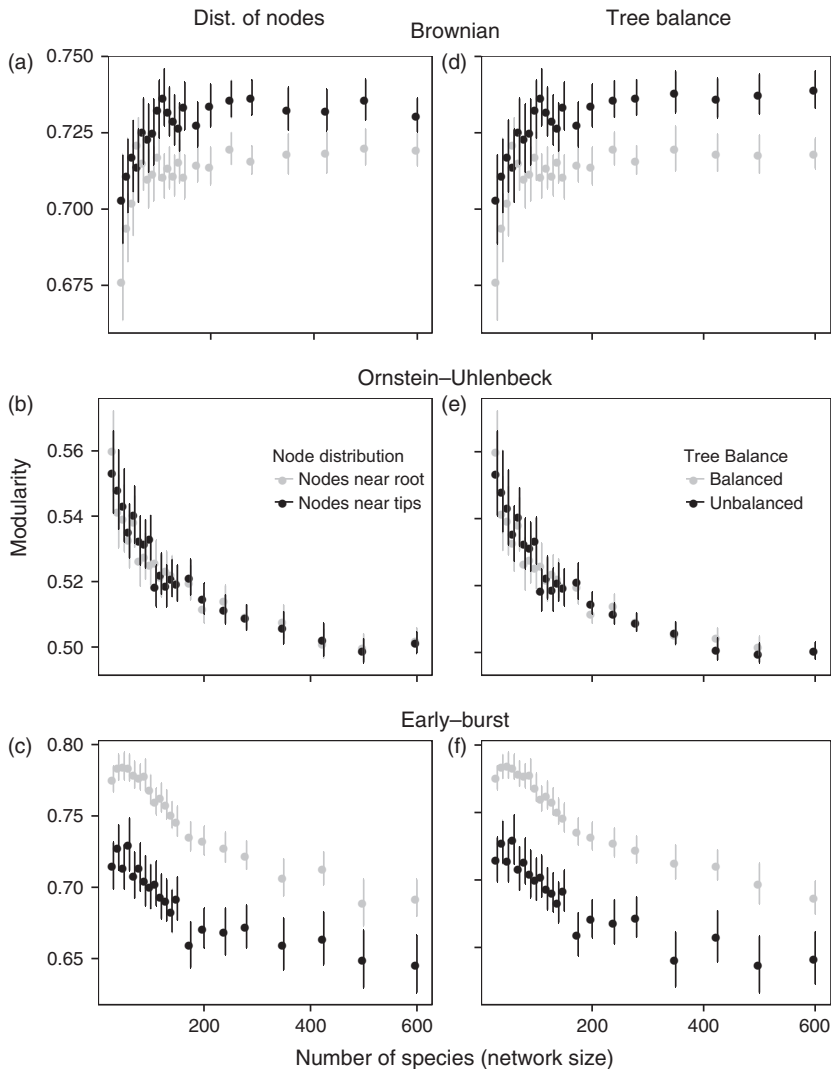 Dist. of nodes
Tree balance
Brownian
(a)
(d)
0.750
0.725
0.700
0.675
Ornstein–Uhlenbeck
(b)
(e)
0.56
0.54
0.52
0.50
Node distribution
Nodes near root
Nodes near tips
Tree Balance
Balanced
Unbalanced
Modularity
Early–burst
(c)
(f)
0.80
0.75
0.70
0.65
200
400
600
200
400
600
Number of species (network size)